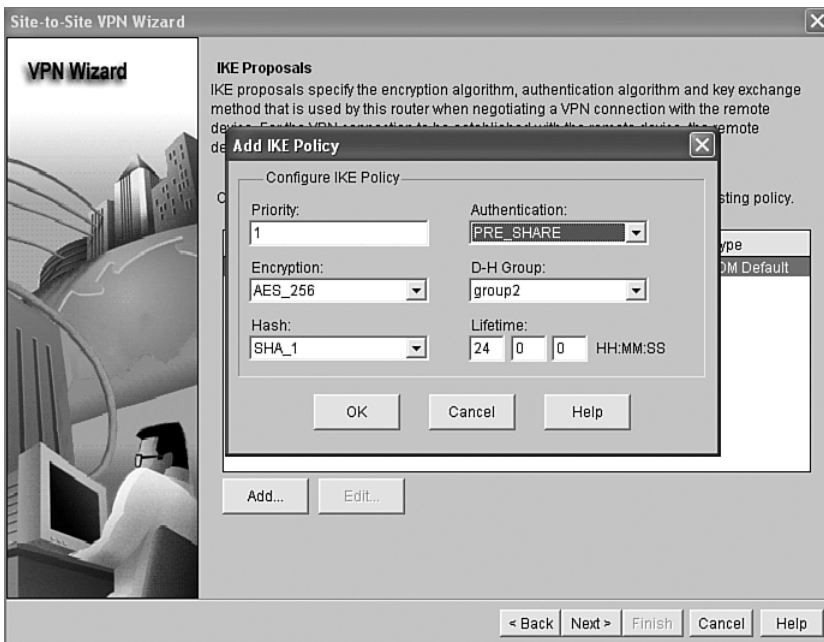 Site-to-Site VPN Wizard
VPN Wizard
IKE Proposals
IKE proposals specify the encryption algorithm, authentication algorithm and key exchange
method that is used by this router when negotiating a VPN connection with the remote
Add IKE Policy
Configure IKE Policy
Priority:
1
Authentication:
PRE_SHARE
Encryption:
AES_256
D-H Group:
group2
Hash:
SHA_1
Lifetime:
24 0 0 HH:MM:SS
OK Cancel Help
policy.
Default
Add... Edit...
< Back Next > Finish Cancel Help